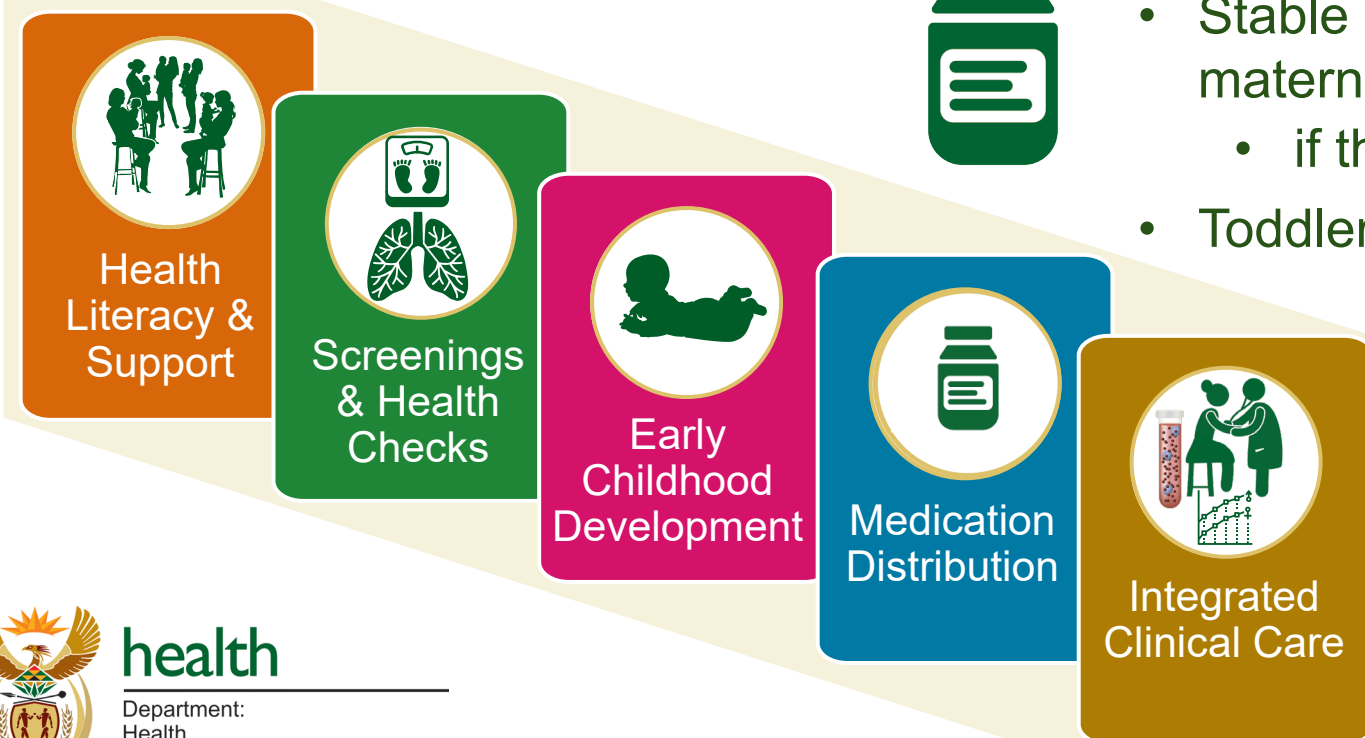 • Stable
matern
• if th
• Toddler
Health
Literacy &
Support
Screenings
& Health
Checks
Early
Childhood
Development
Medication
Distribution
Integrated
Clinical Care
health
Department:
Health